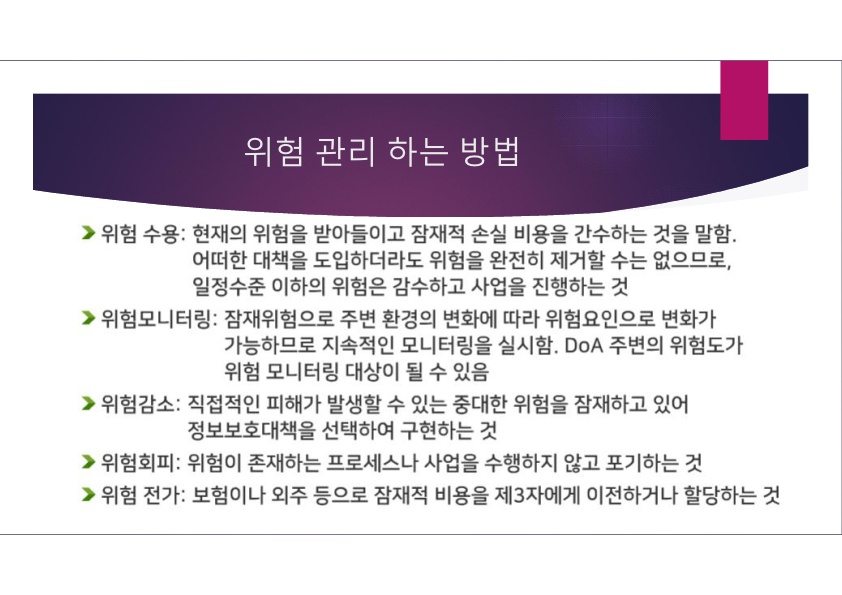 위험 관리 하는 방법
위험 수용: 현재의 위험을 받아들이고 잠재적 손실 비용을 간수하는 것을 말함.
어떠한 대책을 도입하더라도 위험을 완전히 제거할 수는 없으므로,
일정수준 이하의 위험은 감수하고 사업을 진행하는 것
위험모니터링: 잠재위험으로 주변 환경의 변화에 따라 위험요인으로 변화가
가능하므로 지속적인 모니터링을 실시함. DoA 주변의 위험도가
위험 모니터링 대상이 될 수 있음
위험감소: 직접적인 피해가 발생할 수 있는 중대한 위험을 잠재하고 있어
정보보호대책을 선택하여 구현하는 것
위험회피: 위험이 존재하는 프로세스나 사업을 수행하지 않고 포기하는 것
위험 전가: 보험이나 외주 등으로 잠재적 비용을 제3자에게 이전하거나 할당하는 것